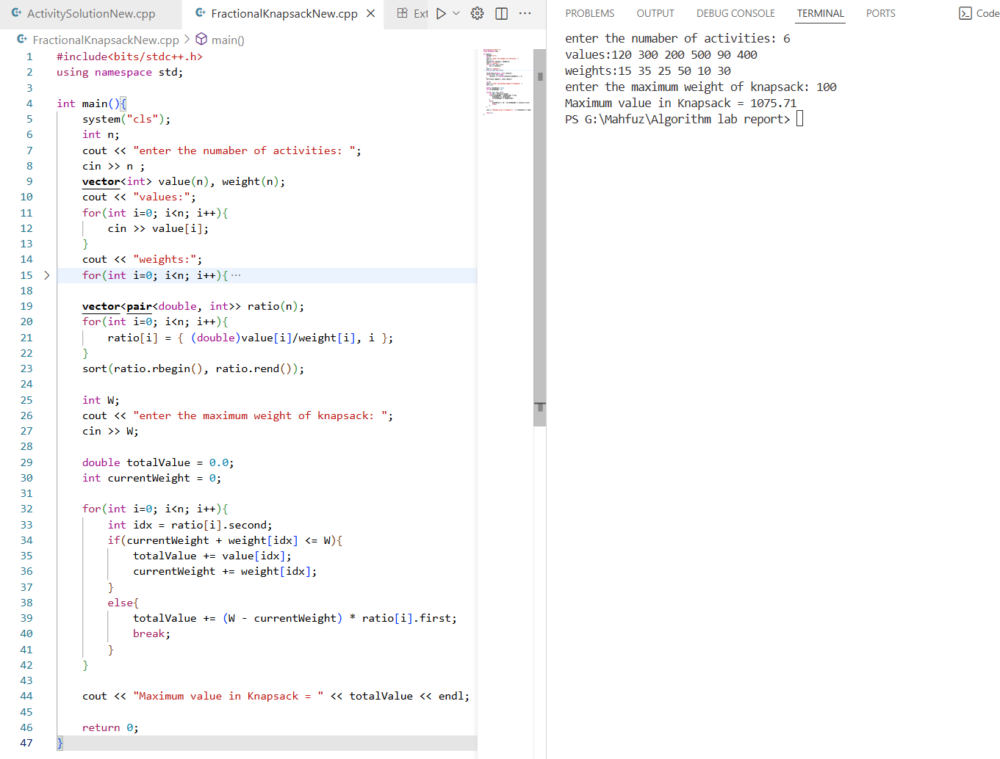 ActivitySolutionNew.cpp
FractionalKnapsackNew.cpp
Ext
FractionalKnapsackNew.cpp > main()
1 #include<bits/stdc++.h>
2 using namespace std;
3
4 int main(){
5 system("cls");
6 int n;
7 cout << "enter the numaber of activities: ";
8 cin >> n ;
9 vector<int> value(n), weight(n);
10 cout << "values:";
11 for(int i=0; i<n; i++){
12 cin >> value[i];
13 }
14 cout << "weights:";
15 for(int i=0; i<n; i++){ ...
18
19 vector<pair<double, int>> ratio(n);
20 for(int i=0; i<n; i++){
21 ratio[i] = { (double)value[i]/weight[i], i };
22 }
23 sort(ratio.rbegin(), ratio.rend());
24
25 int W;
26 cout << "enter the maximum weight of knapsack: ";
27 cin >> W;
28
29 double totalValue = 0.0;
30 int currentWeight = 0;
31
32 for(int i=0; i<n; i++){
33 int idx = ratio[i].second;
34 if(currentWeight + weight[idx] <= W){
35 totalValue += value[idx];
36 currentWeight += weight[idx];
37 }
38 else{
39 totalValue += (W - currentWeight) * ratio[i].first;
40 break;
41 }
42 }
43
44 cout << "Maximum value in Knapsack = " << totalValue << endl;
45
46 return 0;
47 }
PROBLEMS OUTPUT DEBUG CONSOLE TERMINAL PORTS Code
enter the numaber of activities: 6
values:120 300 200 500 90 400
weights:15 35 25 50 10 30
enter the maximum weight of knapsack: 100
Maximum value in Knapsack = 1075.71
PS G:\Mahfuz\Algorithm lab report>